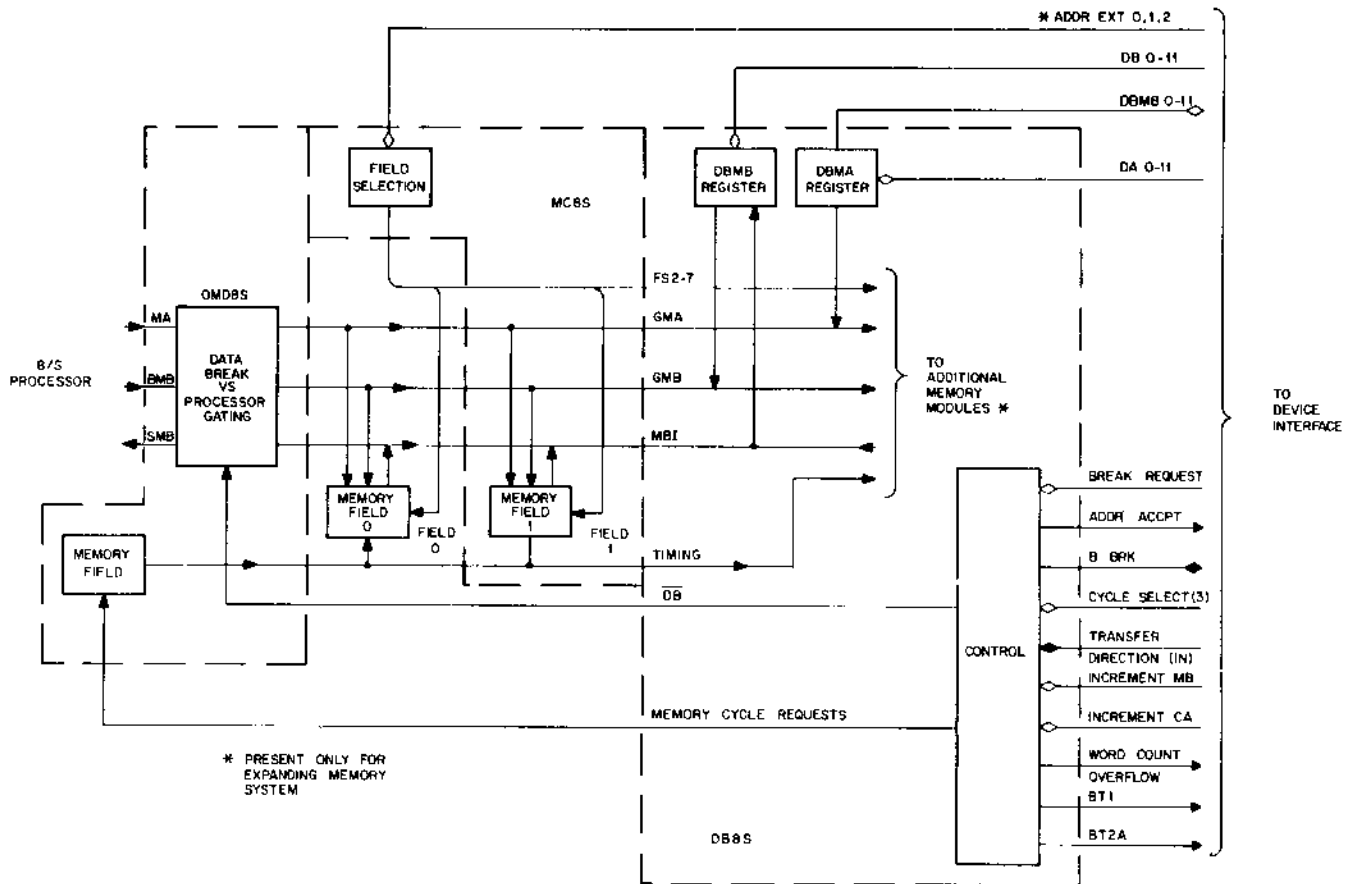 * ADDR EXT 0,1,2
DB 0-11
DBMB 0-11
DA 0-11
FIELD
SELECTION
DBMB
REGISTER
DBMA
REGISTER
MC8S
FS2-7
OMD8S
MA
GMA
8/S
PROCESSOR
BMB
DATA
BREAK
VS
PROCESSOR
GATING
GMB
TO
ADDITIONAL
MEMORY
MODULES *
TO
DEVICE
INTERFACE
SMB
MBI
MEMORY
FIELD
0
FIELD
0
MEMORY
FIELD
1
FIELD
1
MEMORY
FIELD
TIMING
DB
BREAK REQUEST
ADDR ACCPT
B BRK
CYCLE SELECT(3)
CONTROL
TRANSFER
DIRECTION (IN)
INCREMENT MB
MEMORY CYCLE REQUESTS
INCREMENT CA
WORD COUNT
OVERFLOW
BT1
BT2A
* PRESENT ONLY FOR
EXPANDING MEMORY
SYSTEM
DB8S